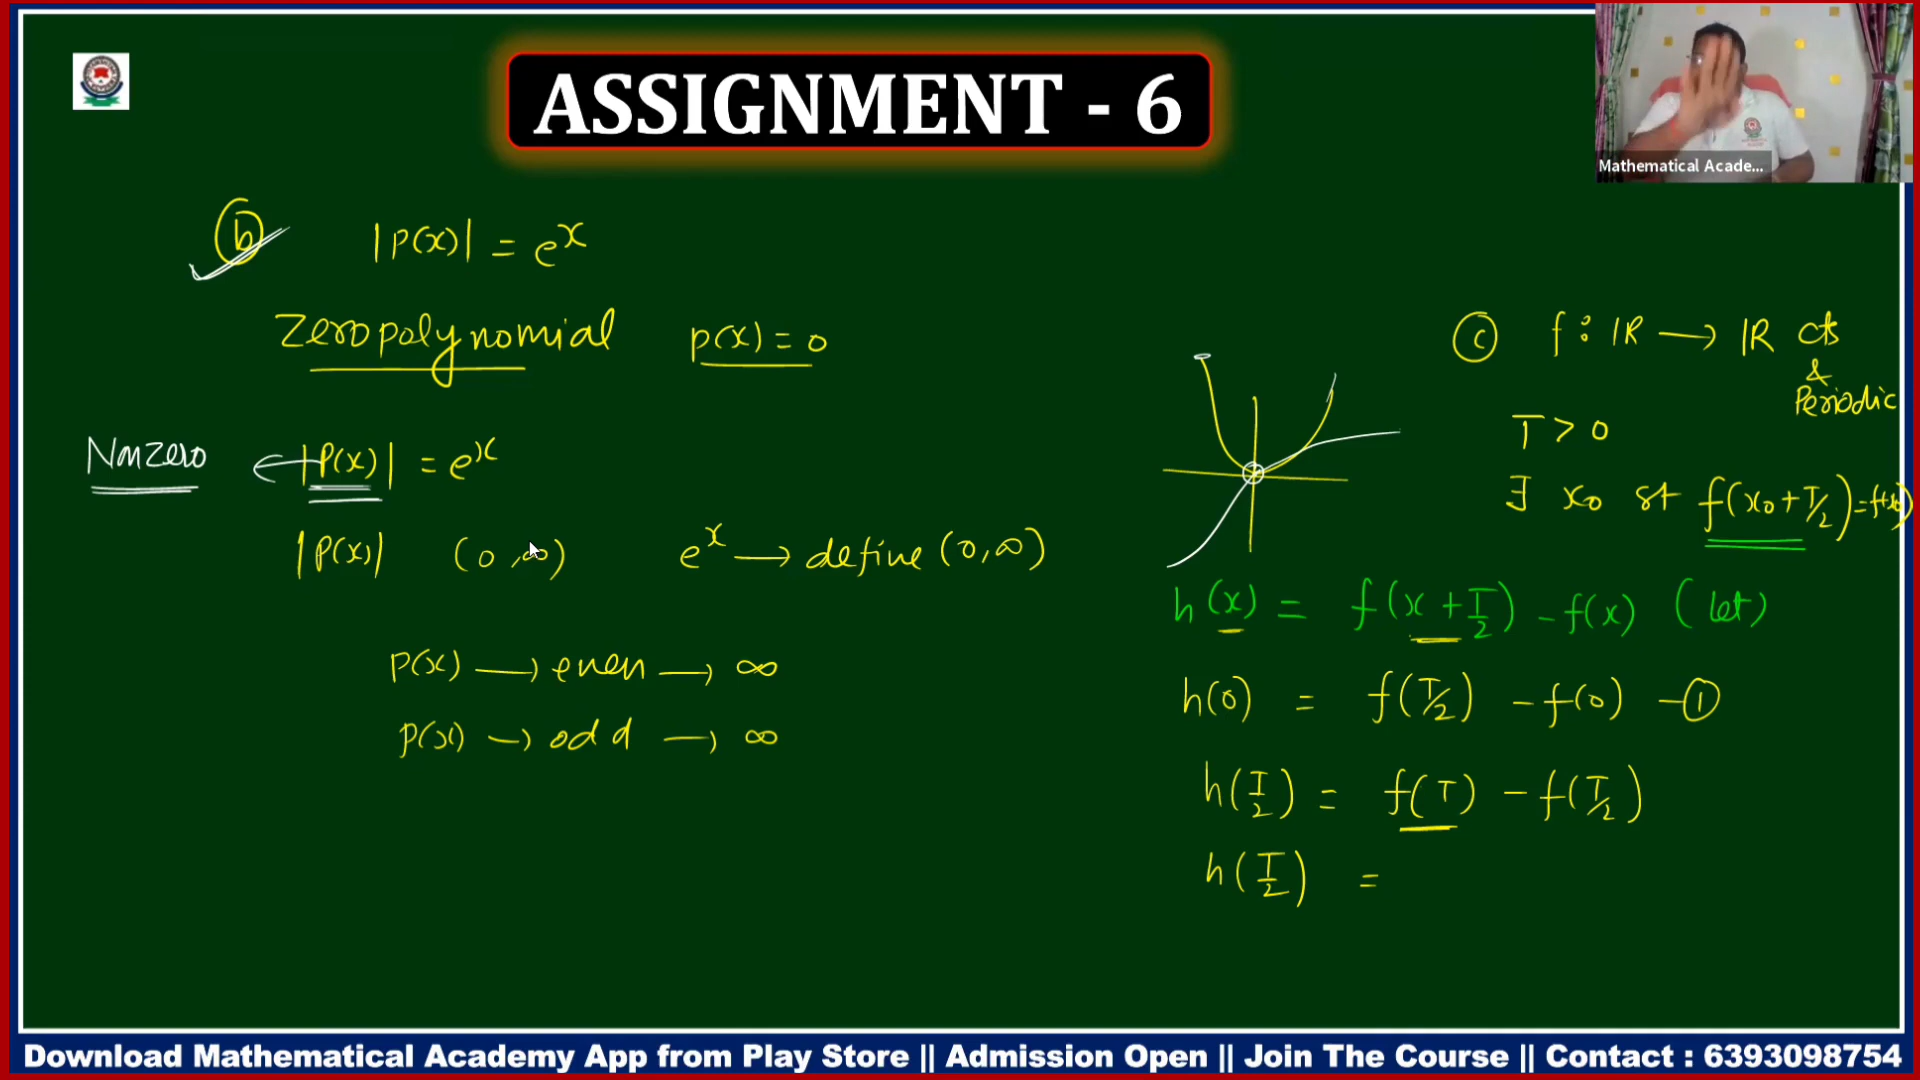 ASSIGNMENT - 6
Mathematical Acade...
(b) |P(x)| = e^x
Zero polynomial p(x) = 0
Nonzero ← |P(x)| = e^x
|P(x)| (0, ∞) e^x → define (0, ∞)
P(x) → even → ∞
P(x) → odd → ∞
(c) f : IR → IR cts
&
Periodic
T > 0
∃ x₀ st f(x₀ + T/2) = f(x₀)
h(x) = f(x + T/2) - f(x) (let)
h(0) = f(T/2) - f(0) - ①
h(T/2) = f(T) - f(T/2)
h(T/2) =
Download Mathematical Academy App from Play Store || Admission Open || Join The Course || Contact : 6393098754